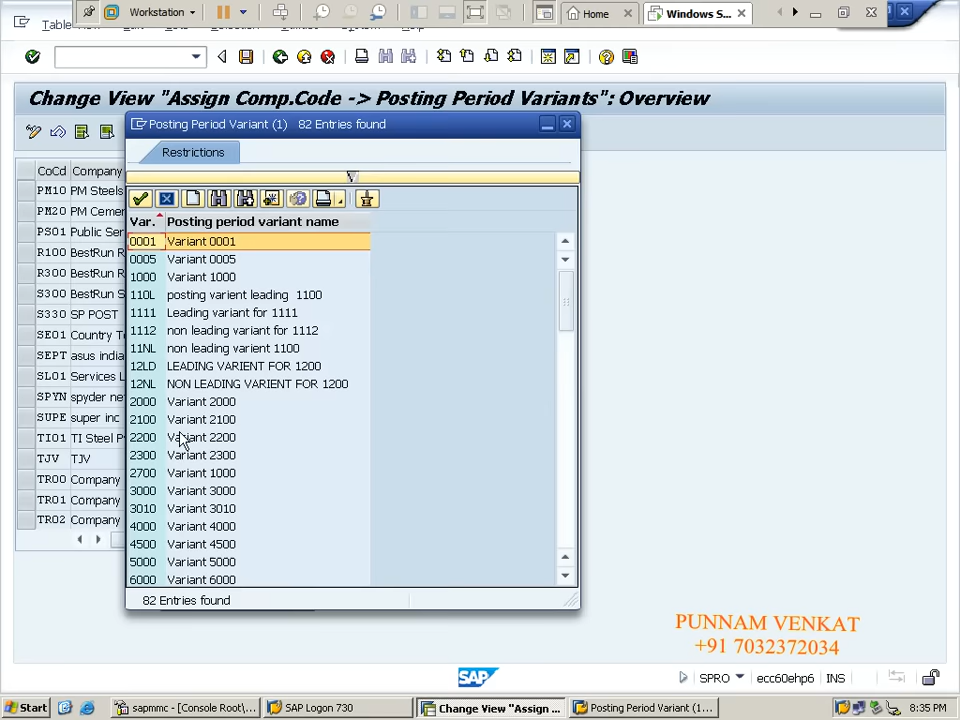 Workstation
Home
Windows S...
Change View "Assign Comp.Code -> Posting Period Variants": Overview
Posting Period Variant (1) 82 Entries found
Restrictions
CoCd Company
PM10 PM Steels
PM20 PM Cemen
PS01 Public Ser
R100 BestRun R
R300 BestRun R
S300 BestRun S
S330 SP POST
SE01 Country T
SEPT asus india
SL01 Services L
SPYN spyder ne
SUPE super inc
TI01 TI Steel P
TJV TJV
TR00 Company
TR01 Company
TR02 Company
Var. Posting period variant name
0001 Variant 0001
0005 Variant 0005
1000 Variant 1000
110L posting varient leading 1100
1111 Leading variant for 1111
1112 non leading variant for 1112
11NL non leading varient 1100
12LD LEADING VARIENT FOR 1200
12NL NON LEADING VARIENT FOR 1200
2000 Variant 2000
2100 Variant 2100
2200 Variant 2200
2300 Variant 2300
2700 Variant 1000
3000 Variant 3000
3010 Variant 3010
4000 Variant 4000
4500 Variant 4500
5000 Variant 5000
6000 Variant 6000
82 Entries found
PUNNAM VENKAT
+91 7032372034
SAP
SPRO ecc60ehp6 INS
Start
sapmmc - [Console Root\...
SAP Logon 730
Change View "Assign ...
Posting Period Variant (1...
8:35 PM